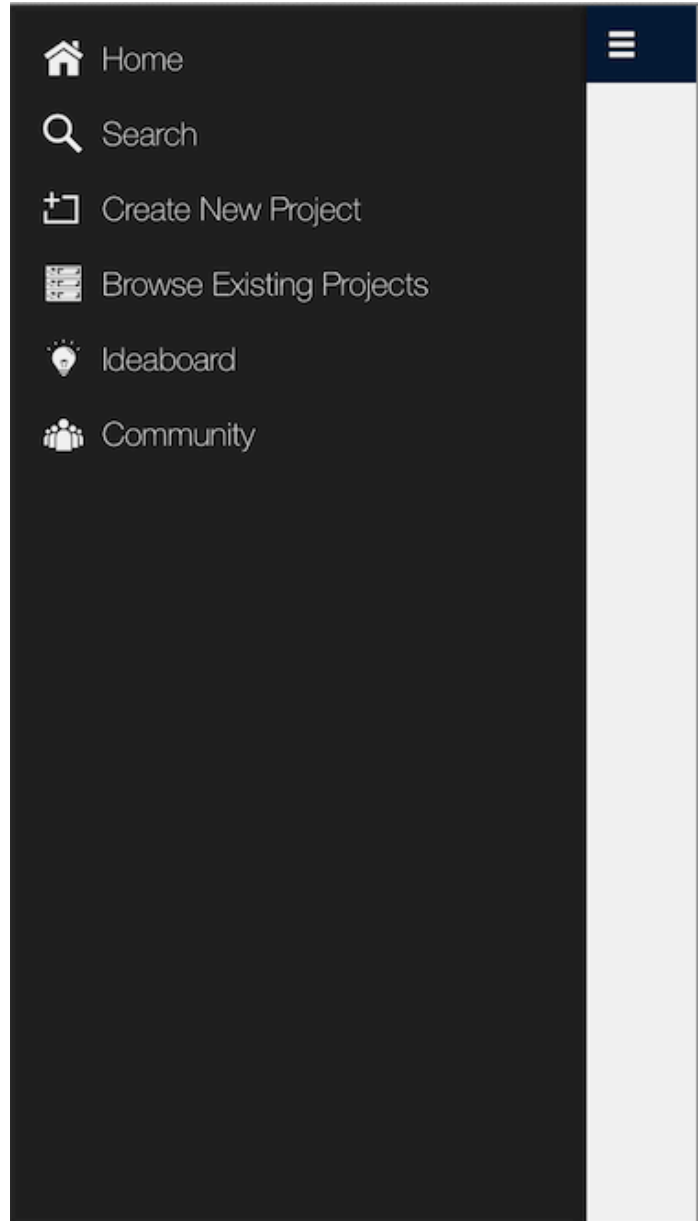 Home
Search
Create New Project
Browse Existing Projects
Ideaboard
Community